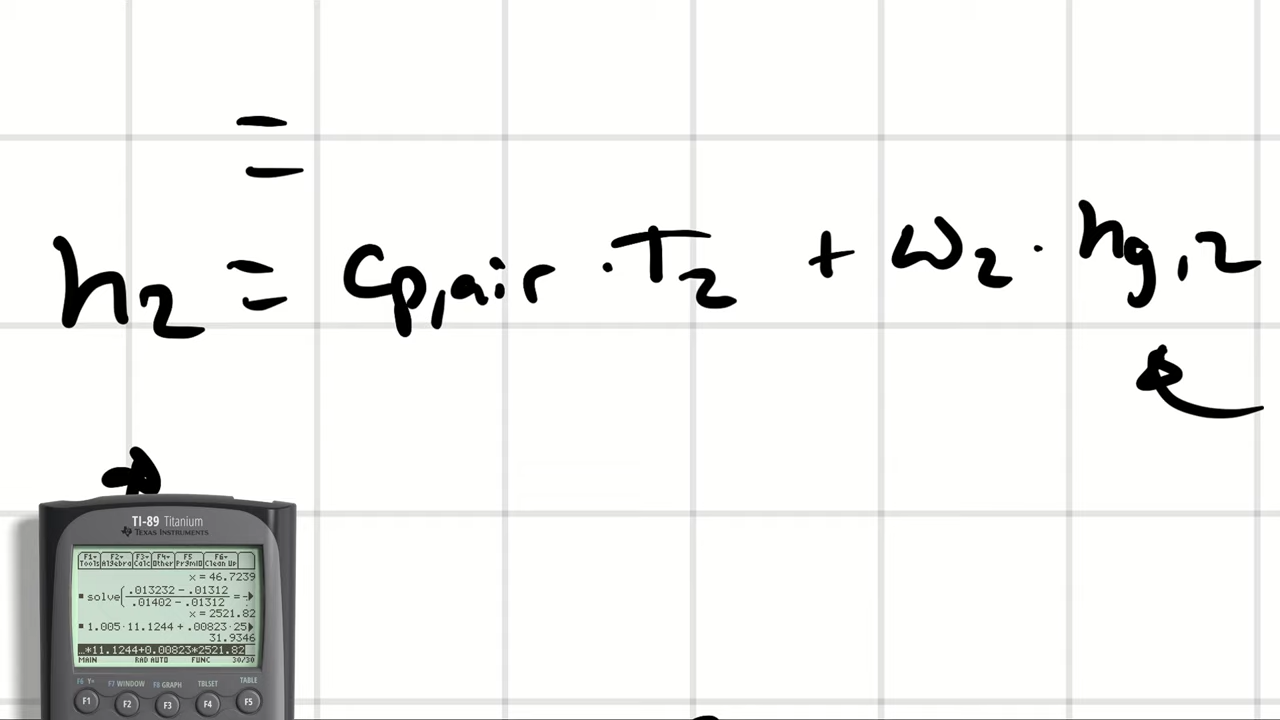 =
h2 = Cp,air · T2 + ω2 · hg,2
TI-89 Titanium
TEXAS INSTRUMENTS
F1 F2 F3 F4 F5 F6
Tools Algebra Calc Other PrgmIO Clean Up
x = 46.7239
solve( .013232 - .01312 / .01402 - .01312 =
x = 2521.82
1.005·11.1244 + .00823·25
31.9346
…*11.1244+0.00823*2521.82
MAIN RAD AUTO FUNC 30/30
F6 Y= F7 WINDOW F8 GRAPH TBLSET TABLE
F1 F2 F3 F4 F5